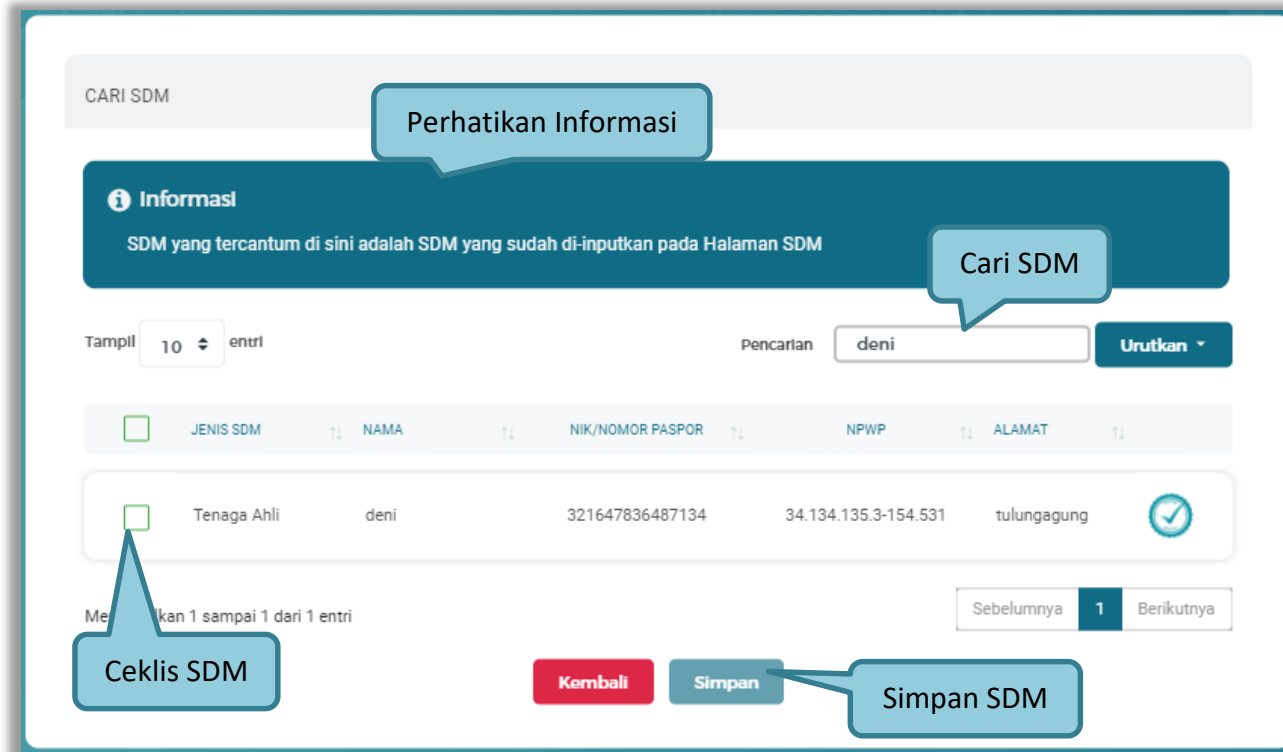 CARI SDM
Perhatikan Informasi
Informasi
SDM yang tercantum di sini adalah SDM yang sudah di-inputkan pada Halaman SDM
Cari SDM
Tampil 10 entri
Pencarian deni Urutkan
JENIS SDM NAMA NIK/NOMOR PASPOR NPWP ALAMAT
Tenaga Ahli deni 321647836487134 34.134.135.3-154.531 tulungagung
1 sampai 1 dari 1 entri
Sebelumnya 1 Berikutnya
Ceklis SDM
Kembali Simpan
Simpan SDM